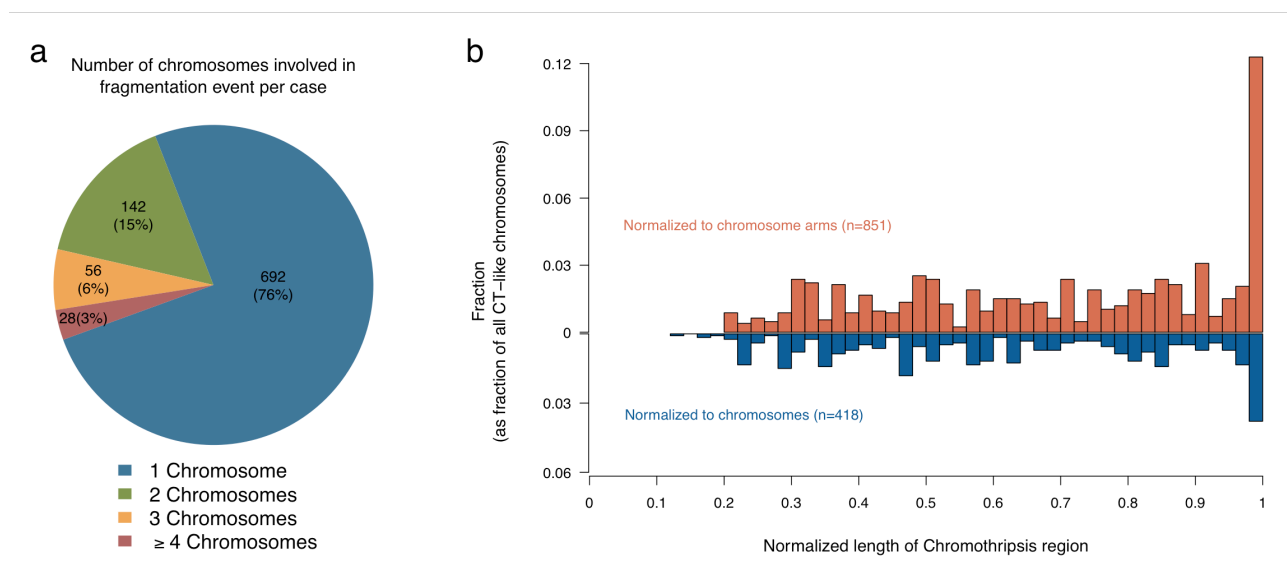 a
Number of chromosomes involved in
fragmentation event per case
142
(15%)
56
(6%)
28(3%)
692
(76%)
1 Chromosome
2 Chromosomes
3 Chromosomes
≥ 4 Chromosomes
b
Fraction
(as fraction of all CT−like chromosomes)
0.12
0.09
0.06
0.03
0
0.03
0.06
Normalized to chromosome arms (n=851)
Normalized to chromosomes (n=418)
0 0.1 0.2 0.3 0.4 0.5 0.6 0.7 0.8 0.9 1
Normalized length of Chromothripsis region